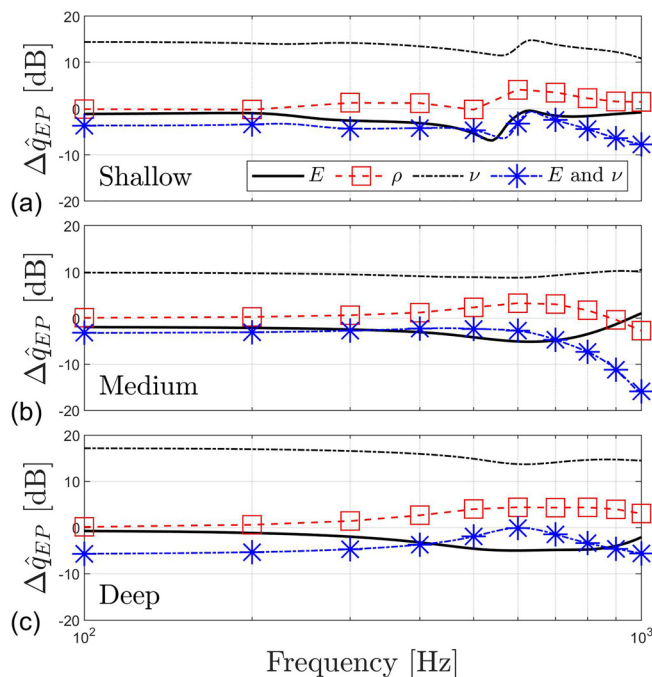 20
10
0
-10
-20
Δq̂EP [dB]
Shallow
E ρ ν E and ν
(a)
20
10
0
-10
-20
Δq̂EP [dB]
Medium
(b)
20
10
0
-10
-20
Δq̂EP [dB]
Deep
(c)
10² 10³
Frequency [Hz]